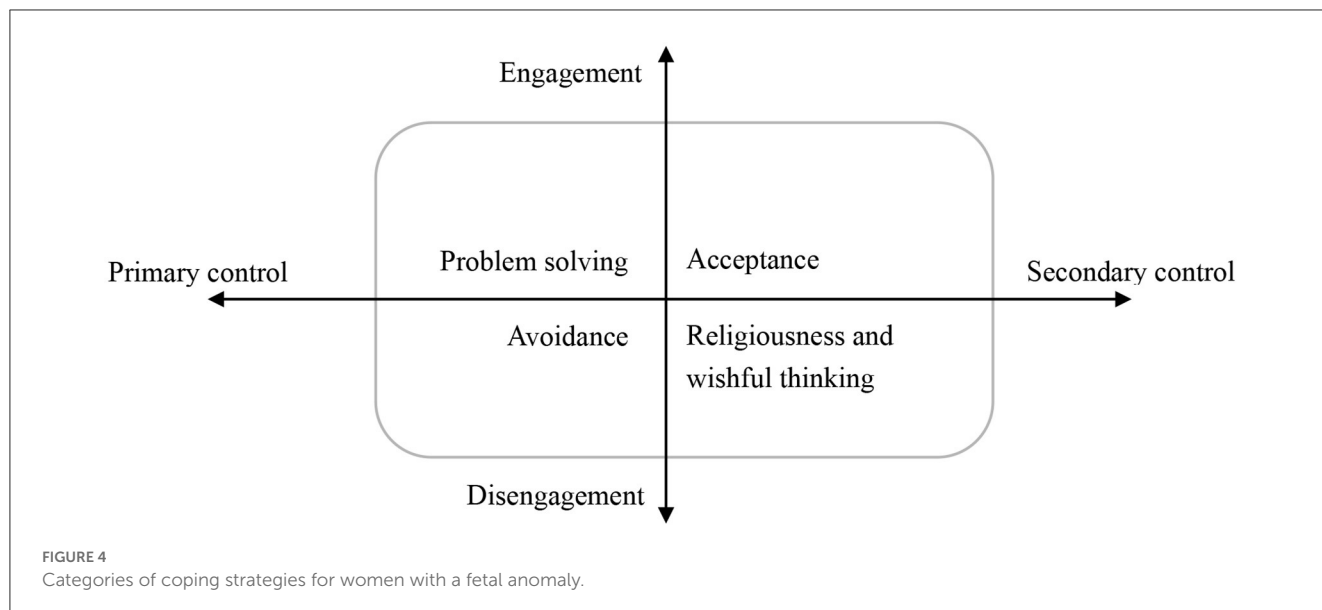 Engagement
Problem solving
Acceptance
Primary control
Secondary control
Avoidance
Religiousness and
wishful thinking
Disengagement
FIGURE 4
Categories of coping strategies for women with a fetal anomaly.